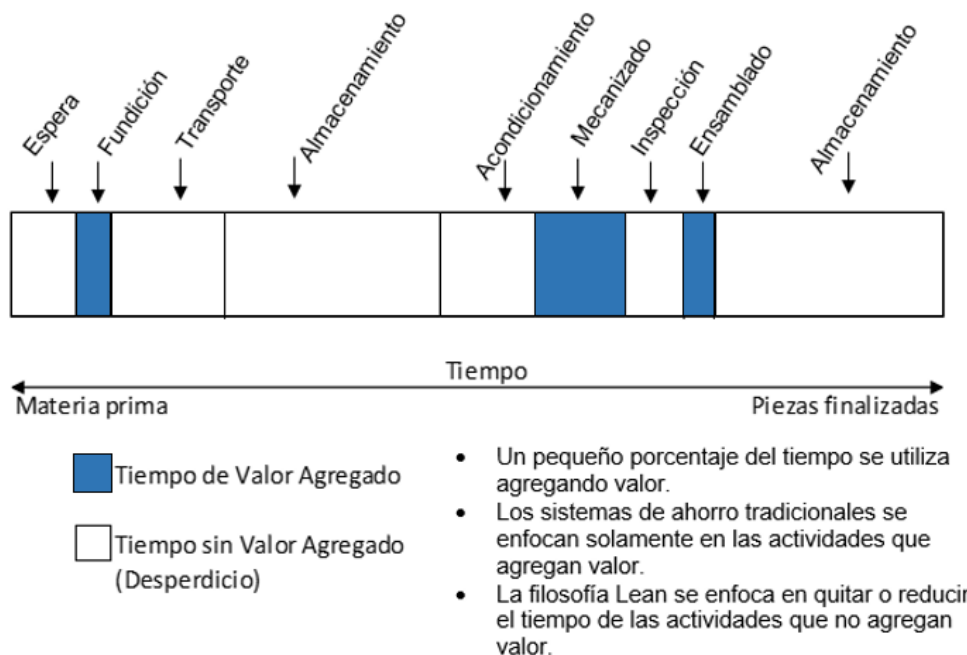 Espera
Fundición
Transporte
Almacenamiento
Acondicionamiento
Mecanizado
Inspección
Ensamblado
Almacenamiento
Tiempo
Materia prima
Piezas finalizadas
Tiempo de Valor Agregado
Tiempo sin Valor Agregado
(Desperdicio)
• Un pequeño porcentaje del tiempo se utiliza
agregando valor.
• Los sistemas de ahorro tradicionales se
enfocan solamente en las actividades que
agregan valor.
• La filosofía Lean se enfoca en quitar o reducir
el tiempo de las actividades que no agregan
valor.